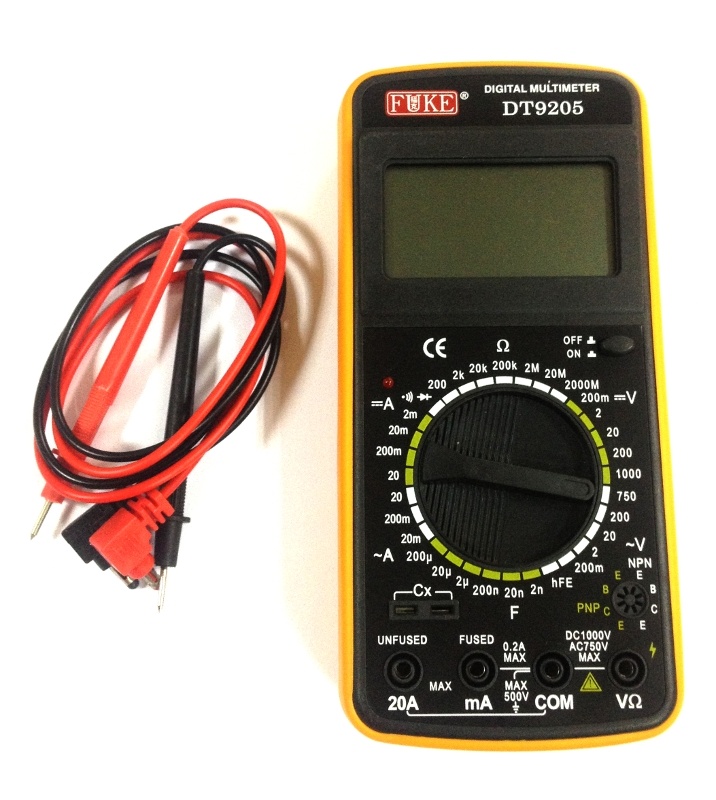 FUKE®
DIGITAL MULTIMETER
DT9205
CE
Ω
OFF
ON
200
2k
20k
200k
2M
20M
2000M
⎓A
2m
20m
200m
20
20
200m
20m
~A
⎓V
200m
2
20
200
1000
750
200
20
2
200m
~V
200µ
20µ
2µ
200n
20n
2n
hFE
F
Cx
NPN
E E
B B
PNP C C
E E
UNFUSED
FUSED
0.2A
MAX
DC1000V
AC750V
MAX
MAX
MAX
500V
20A
mA
COM
VΩ